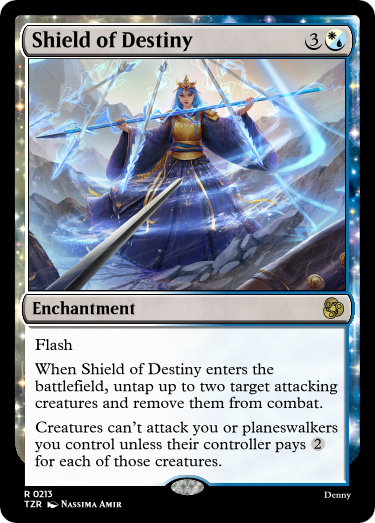 Shield of Destiny 3
Enchantment
Flash
When Shield of Destiny enters the
battlefield, untap up to two target attacking
creatures and remove them from combat.
Creatures can't attack you or planeswalkers
you control unless their controller pays 2
for each of those creatures.
R 0213
TZR Nassima Amir
Denny